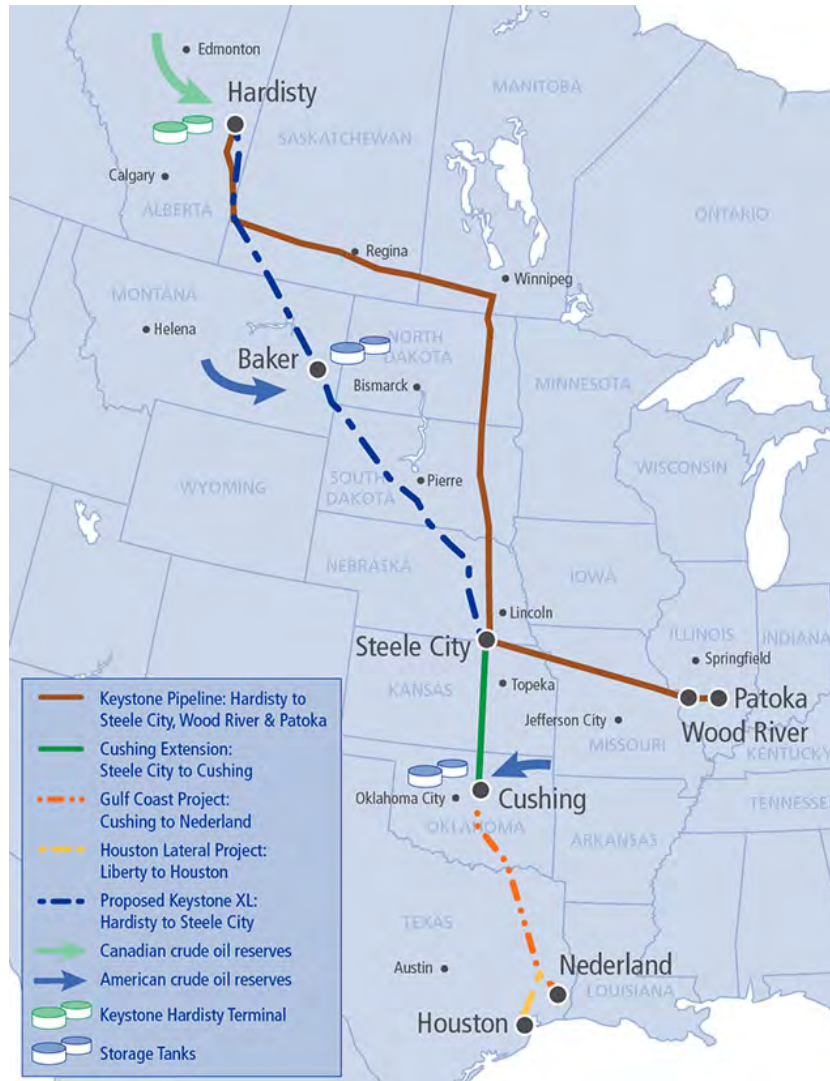 Edmonton
Hardisty
MANITOBA
SASKATCHEWAN
Calgary
ALBERTA
ONTARIO
Regina
Winnipeg
MONTANA
Helena
NORTH
DAKOTA
Baker
Bismarck
MINNESOTA
WISCONSIN
SOUTH
DAKOTA
Pierre
WYOMING
NEBRASKA
IOWA
Lincoln
ILLINOIS
INDIANA
Steele City
Springfield
KANSAS
Topeka
Patoka
Jefferson City
Wood River
MISSOURI
KENTUCKY
Oklahoma City
Cushing
OKLAHOMA
TENNESSE
ARKANSAS
TEXAS
Austin
Nederland
LOUISIANA
Houston
Keystone Pipeline: Hardisty to
Steele City, Wood River & Patoka
Cushing Extension:
Steele City to Cushing
Gulf Coast Project:
Cushing to Nederland
Houston Lateral Project:
Liberty to Houston
Proposed Keystone XL:
Hardisty to Steele City
Canadian crude oil reserves
American crude oil reserves
Keystone Hardisty Terminal
Storage Tanks